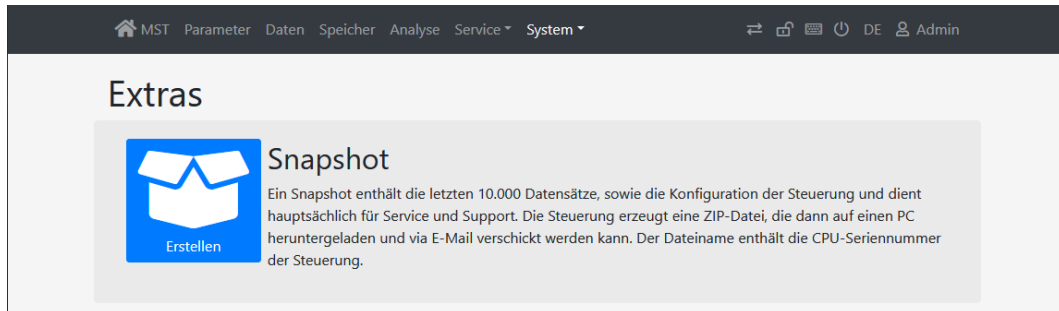 MST Parameter Daten Speicher Analyse Service System DE Admin
Extras
Snapshot
Ein Snapshot enthält die letzten 10.000 Datensätze, sowie die Konfiguration der Steuerung und dient
hauptsächlich für Service und Support. Die Steuerung erzeugt eine ZIP-Datei, die dann auf einen PC
heruntergeladen und via E-Mail verschickt werden kann. Der Dateiname enthält die CPU-Seriennummer
der Steuerung.
Erstellen